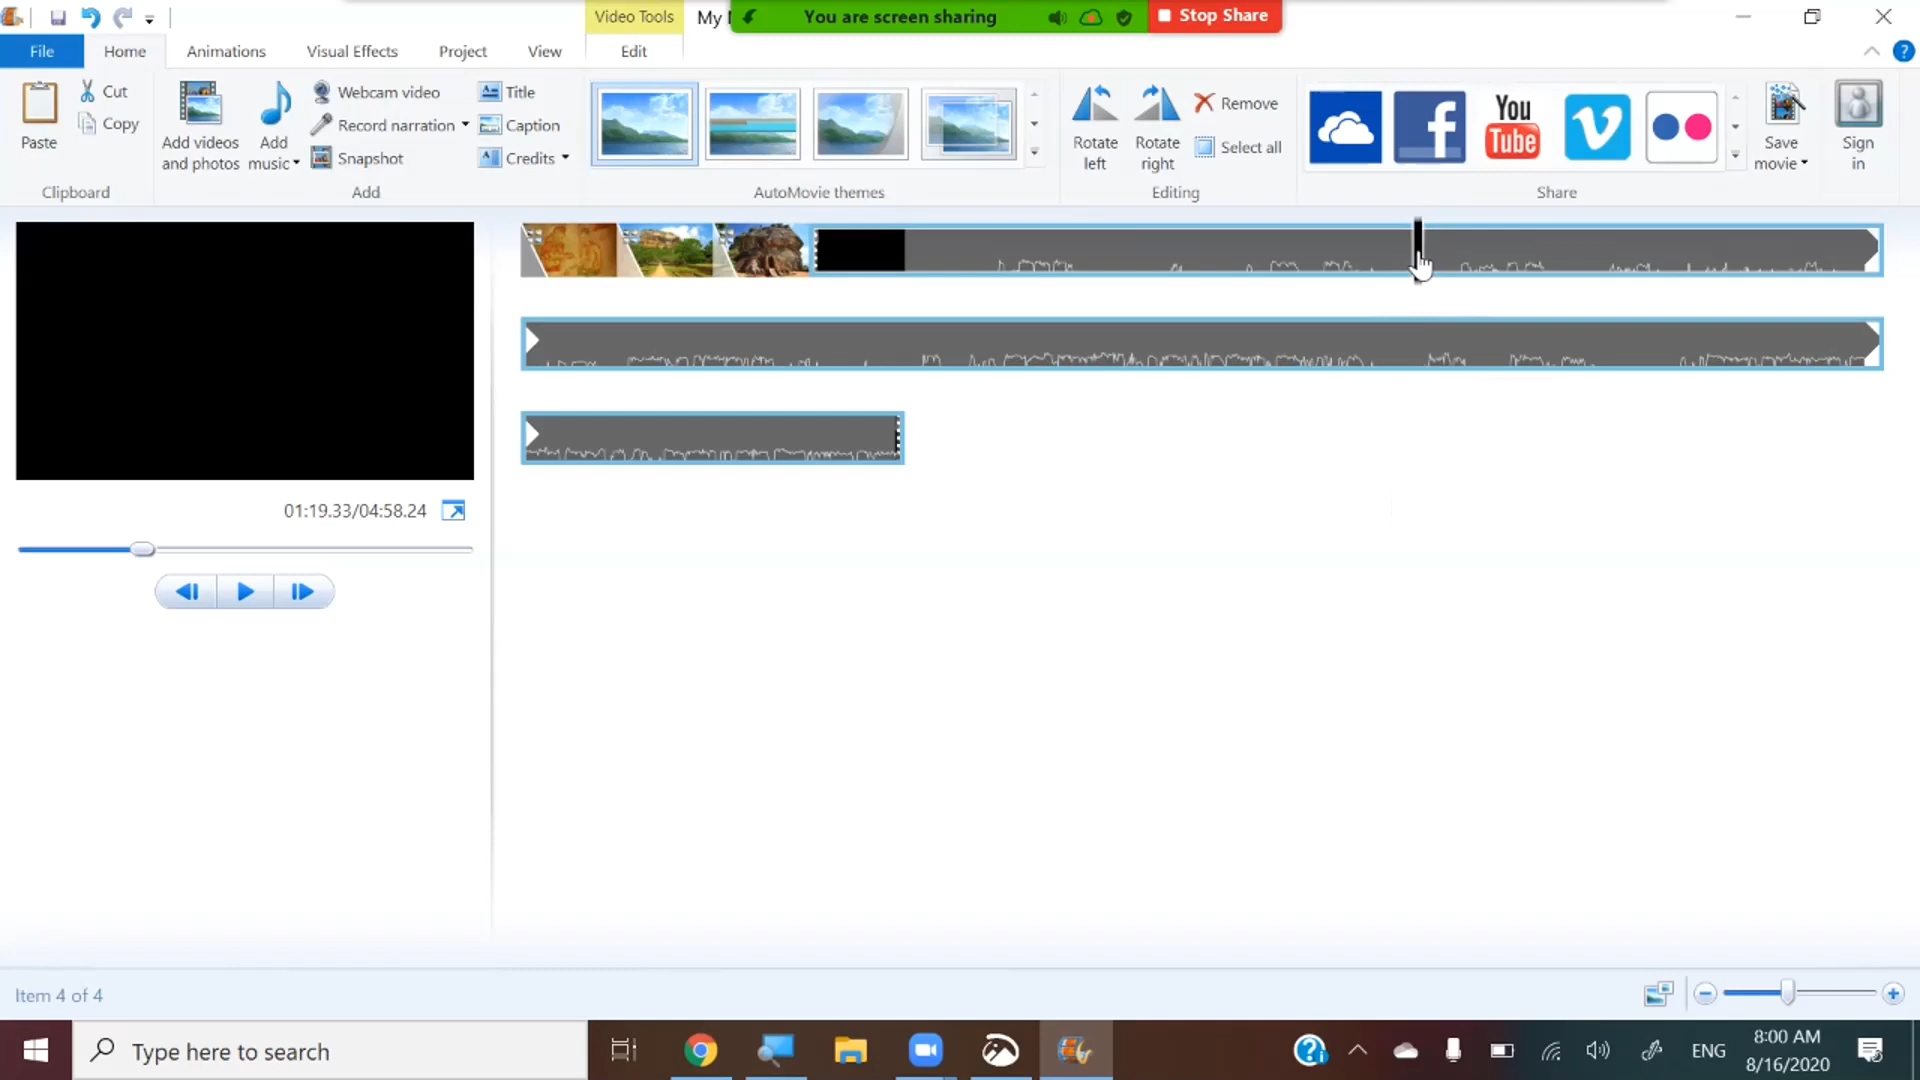 Video Tools
My
You are screen sharing
Stop Share
File
Home
Animations
Visual Effects
Project
View
Edit
Paste
Cut
Copy
Clipboard
Add videos
and photos
Add
music
Webcam video
Record narration
Snapshot
Title
Caption
Credits
Add
AutoMovie themes
Rotate
left
Rotate
right
Remove
Select all
Editing
You
Tube
Share
Save
movie
Sign
in
01:19.33/04:58.24
Item 4 of 4
Type here to search
ENG
8:00 AM
8/16/2020